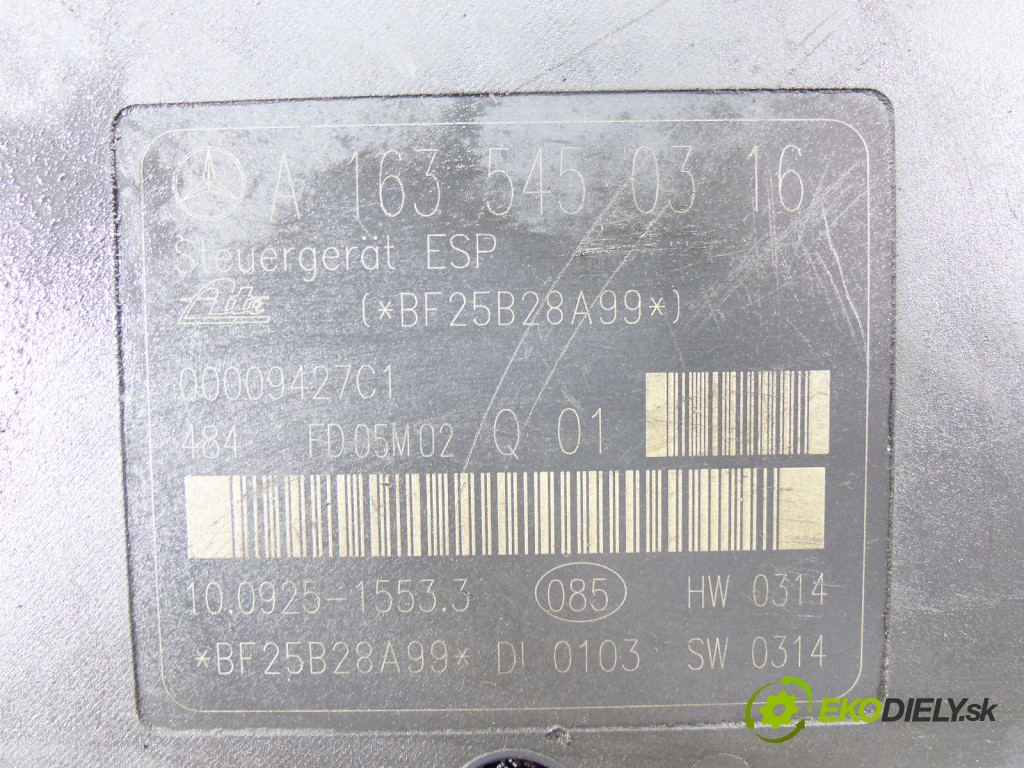 A 163 545 03 16
Steuergerät ESP
Ate (*BF25B28A99*)
00009427C1
484 FD05M02 Q 01
10.0925-1553.3 085 HW 0314
*BF25B28A99* DI 0103 SW 0314
EKODIELY.sk